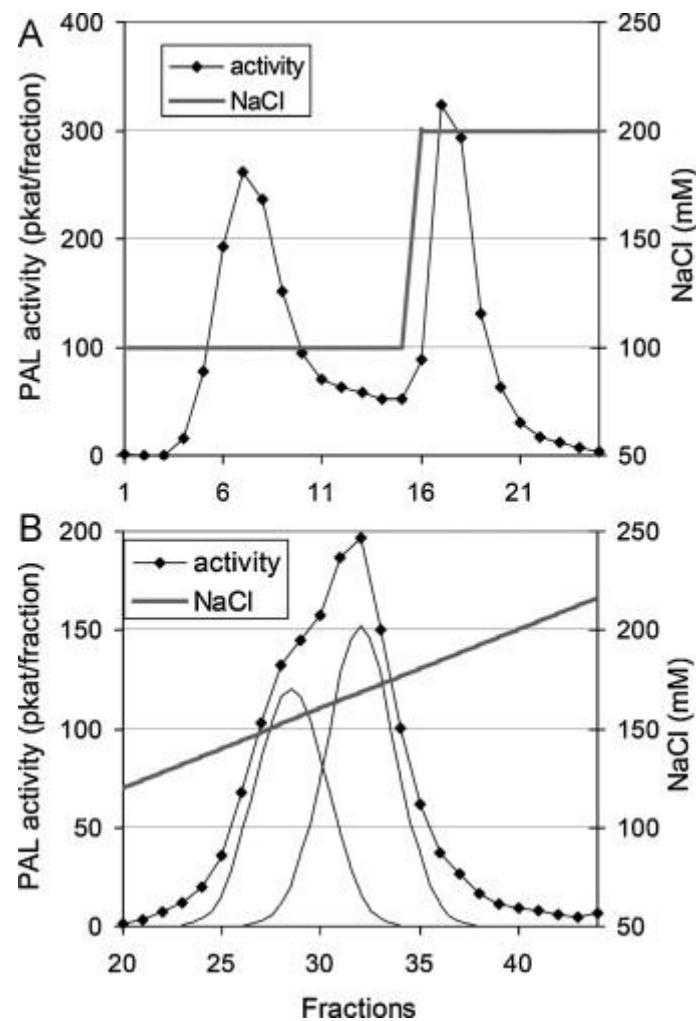 A
400
300
200
100
0
PAL activity (pkat/fraction)
activity
NaCl
250
200
150
100
50
NaCl (mM)
1 6 11 16 21
B
200
150
100
50
0
PAL activity (pkat/fraction)
activity
NaCl
250
200
150
100
50
NaCl (mM)
20 25 30 35 40
Fractions